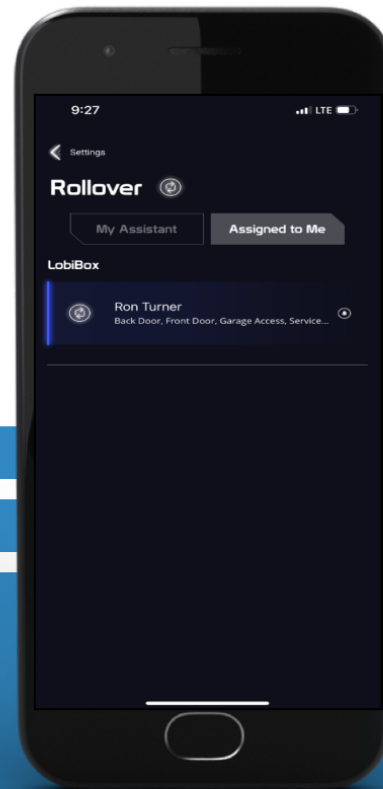 9:27 LTE
Settings
Rollover
My Assistant Assigned to Me
LobiBox
Ron Turner
Back Door, Front Door, Garage Access, Service...